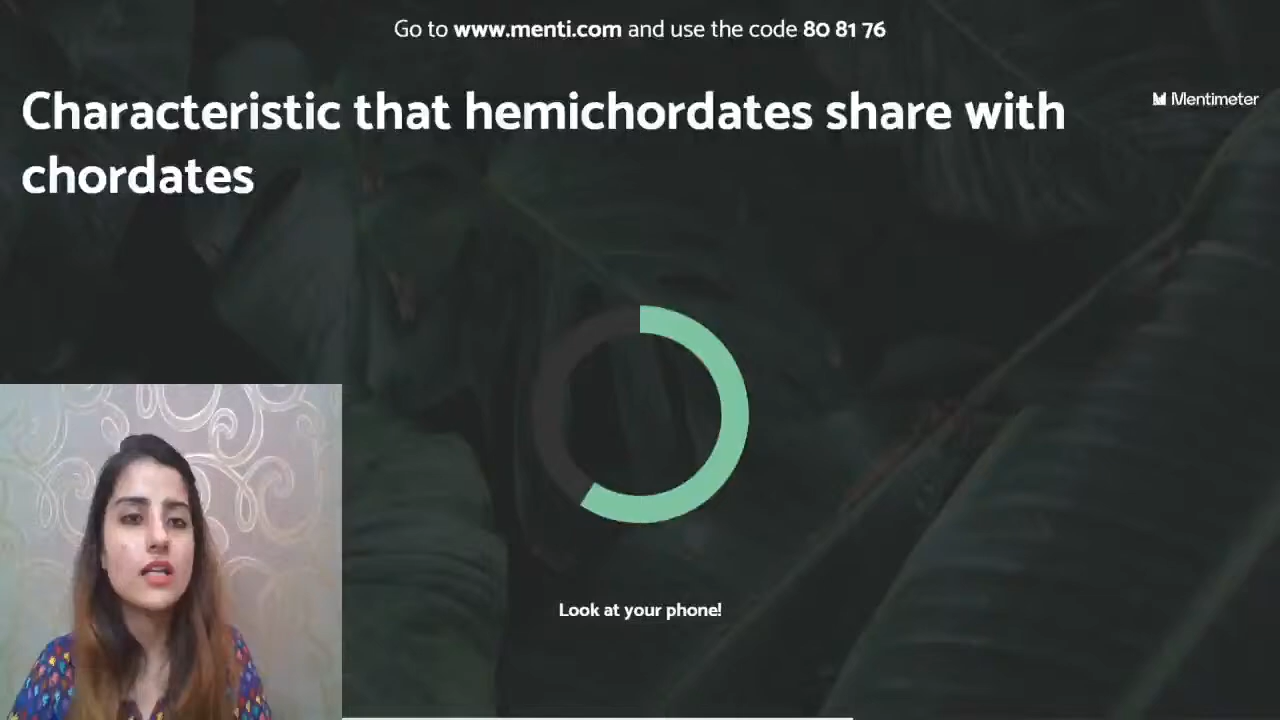 Go to www.menti.com and use the code 80 81 76
Characteristic that hemichordates share with
chordates
Mentimeter
Look at your phone!